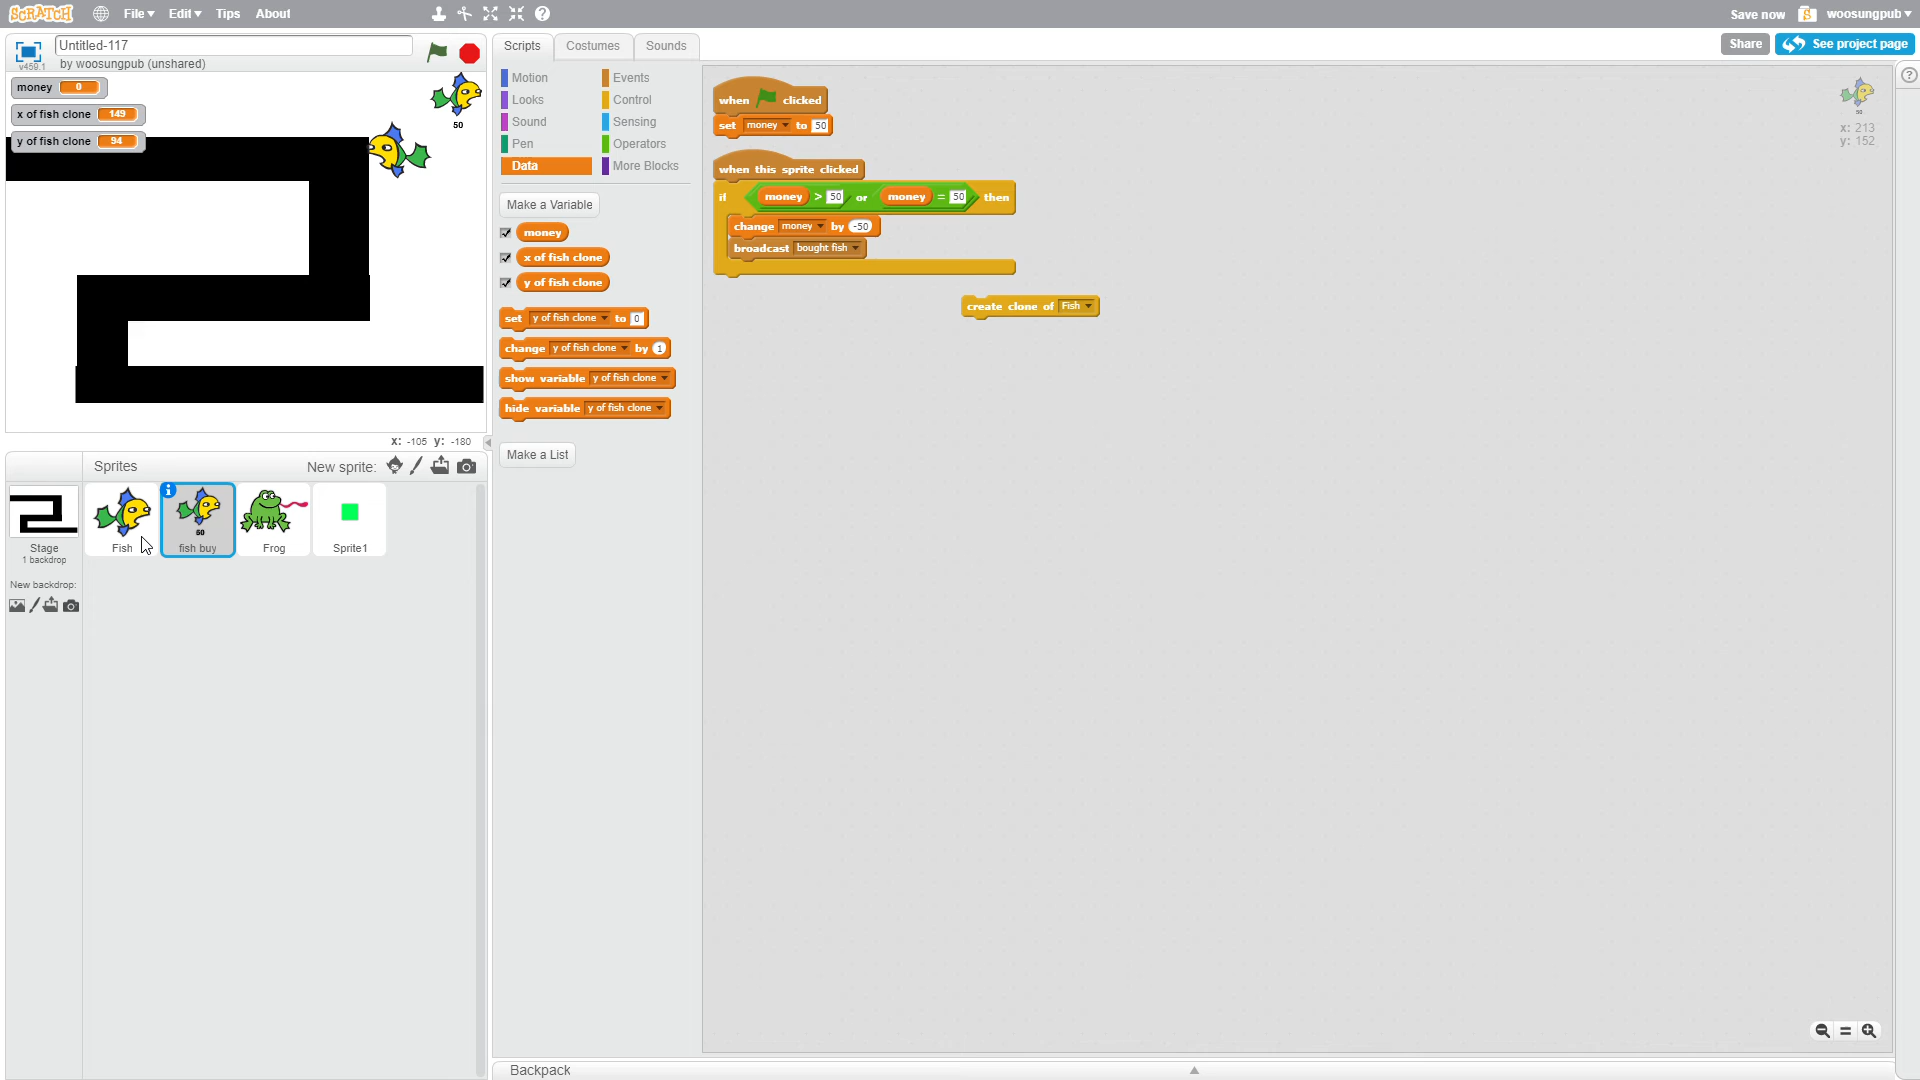 SCRATCH File Edit Tips About Save now S woosungpub
v459.1 Untitled-117
by woosungpub (unshared)
Scripts Costumes Sounds
Share See project page
money 0
x of fish clone 149
y of fish clone 94
50
Motion Events
Looks Control
Sound Sensing
Pen Operators
Data More Blocks
Make a Variable
money
x of fish clone
y of fish clone
set y of fish clone to 0
change y of fish clone by 1
show variable y of fish clone
hide variable y of fish clone
Make a List
when clicked
set money to 50
when this sprite clicked
if money > 50 or money = 50 then
change money by -50
broadcast bought fish
create clone of Fish
50
x: 213
y: 152
x: -105 y: -180
Sprites New sprite:
Stage
1 backdrop
New backdrop:
Fish
50
fish buy
Frog
Sprite1
Backpack